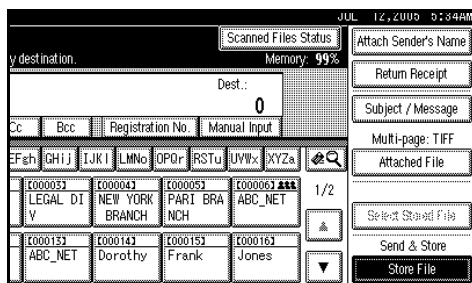 JUL 12,2005 5:34AM
Scanned Files Status
Attach Sender's Name
y destination.
Memory: 99%
Return Receipt
Dest.:
0
Subject / Message
Cc
Bcc
Registration No.
Manual Input
Multi-page: TIFF
EFgh
GHij
IJKl
LMNo
OPQr
RSTu
UVWx
XYZa
Attached File
[00003]
[00004]
[00005]
[00006]
1/2
LEGAL DI
V
NEW YORK
BRANCH
PARI BRA
NCH
ABC_NET
Select Stored File
[00013]
[00014]
[00015]
[00016]
Send & Store
ABC_NET
Dorothy
Frank
Jones
Store File